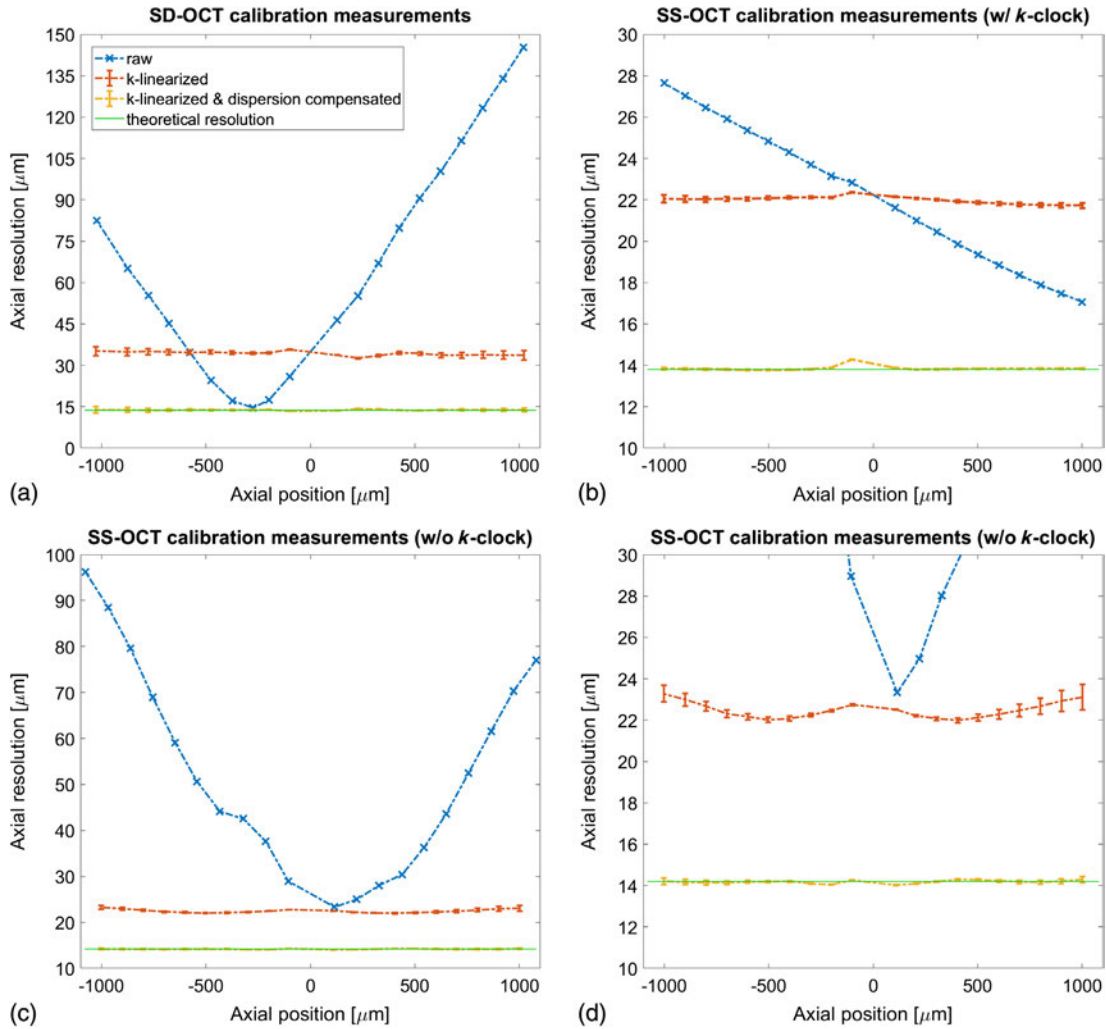 SD-OCT calibration measurements
150
135
120
105
90
75
60
45
30
15
0
Axial resolution [μm]
raw
k-linearized
k-linearized & dispersion compensated
theoretical resolution
-1000 -500 0 500 1000
Axial position [μm]
(a)
SS-OCT calibration measurements (w/ k-clock)
30
28
26
24
22
20
18
16
14
12
10
Axial resolution [μm]
-1000 -500 0 500 1000
Axial position [μm]
(b)
SS-OCT calibration measurements (w/o k-clock)
100
90
80
70
60
50
40
30
20
10
Axial resolution [μm]
-1000 -500 0 500 1000
Axial position [μm]
(c)
SS-OCT calibration measurements (w/o k-clock)
30
28
26
24
22
20
18
16
14
12
10
Axial resolution [μm]
-1000 -500 0 500 1000
Axial position [μm]
(d)